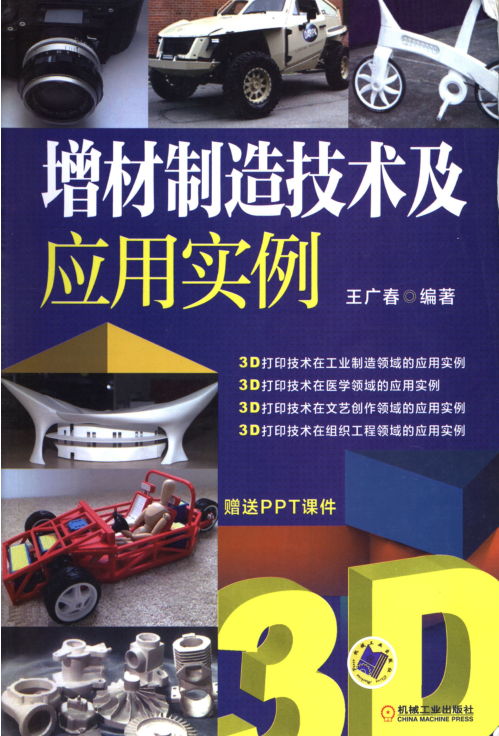 增材制造技术及
应用实例
王广春◎编著
3D打印技术在工业制造领域的应用实例
3D打印技术在医学领域的应用实例
3D打印技术在文艺创作领域的应用实例
3D打印技术在组织工程领域的应用实例
赠送PPT课件
3D
机械工业出版社
CHINA MACHINE PRESS